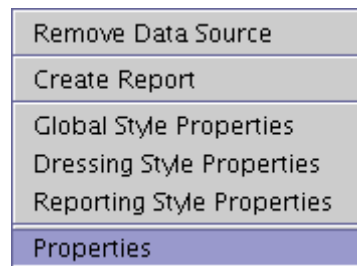 Remove Data Source
Create Report
Global Style Properties
Dressing Style Properties
Reporting Style Properties
Properties